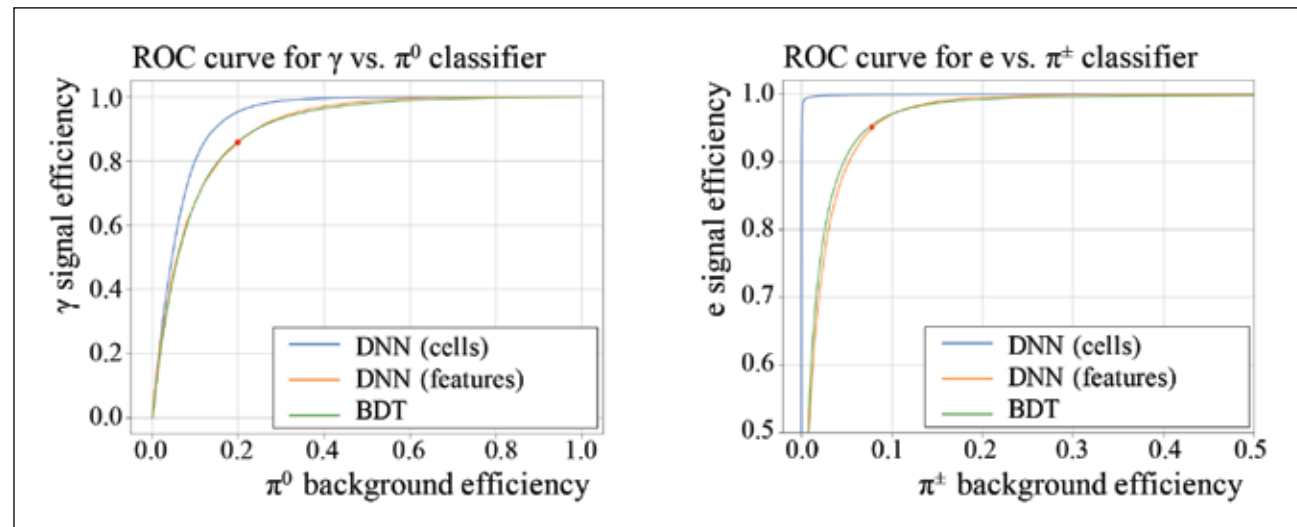 ROC curve for γ vs. π⁰ classifier
γ signal efficiency
1.0
0.8
0.6
0.4
0.2
0.0
DNN (cells)
DNN (features)
BDT
0.0 0.2 0.4 0.6 0.8 1.0
π⁰ background efficiency
ROC curve for e vs. π± classifier
e signal efficiency
1.0
0.9
0.8
0.7
0.6
0.5
DNN (cells)
DNN (features)
BDT
0.0 0.1 0.2 0.3 0.4 0.5
π± background efficiency